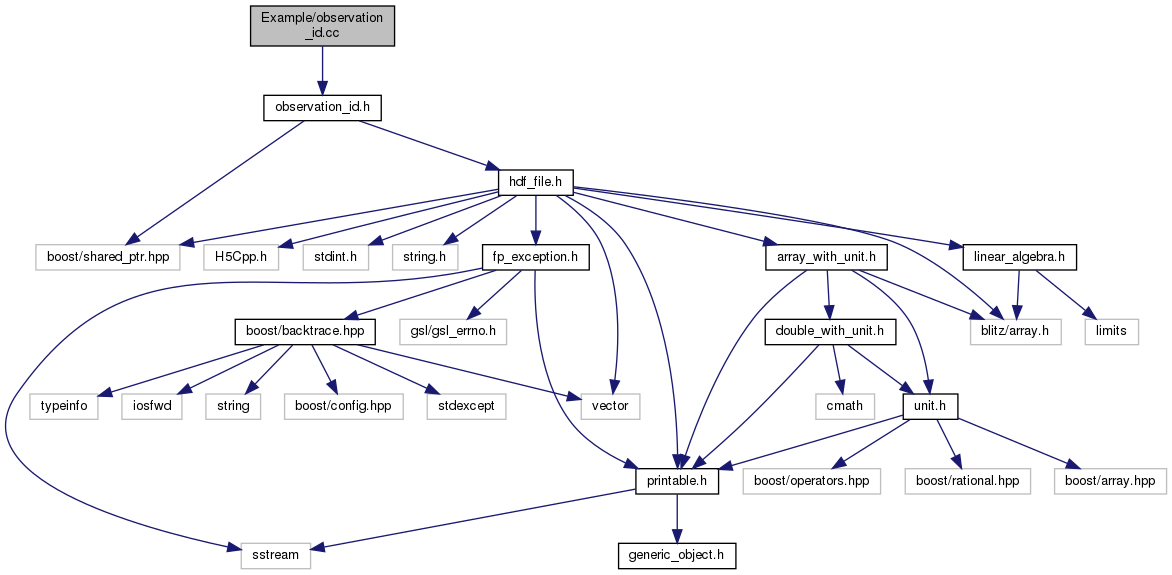 Example/observation
_id.cc
observation_id.h
hdf_file.h
boost/shared_ptr.hpp
H5Cpp.h
stdint.h
string.h
fp_exception.h
array_with_unit.h
linear_algebra.h
boost/backtrace.hpp
gsl/gsl_errno.h
double_with_unit.h
blitz/array.h
limits
typeinfo
iosfwd
string
boost/config.hpp
stdexcept
vector
cmath
unit.h
printable.h
boost/operators.hpp
boost/rational.hpp
boost/array.hpp
sstream
generic_object.h